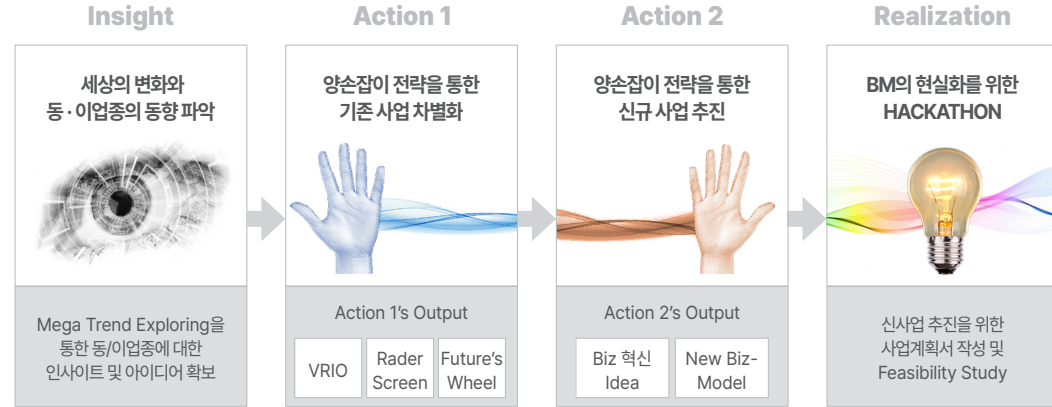 Insight
세상의 변화와
동 · 이업종의 동향 파악
Mega Trend Exploring을
통한 동/이업종에 대한
인사이트 및 아이디어 확보
Action 1
양손잡이 전략을 통한
기존 사업 차별화
Action 1's Output
VRIO
Rader
Screen
Future's
Wheel
Action 2
양손잡이 전략을 통한
신규 사업 추진
Action 2's Output
Biz 혁신
Idea
New Biz-
Model
Realization
BM의 현실화를 위한
HACKATHON
신사업 추진을 위한
사업계획서 작성 및
Feasibility Study